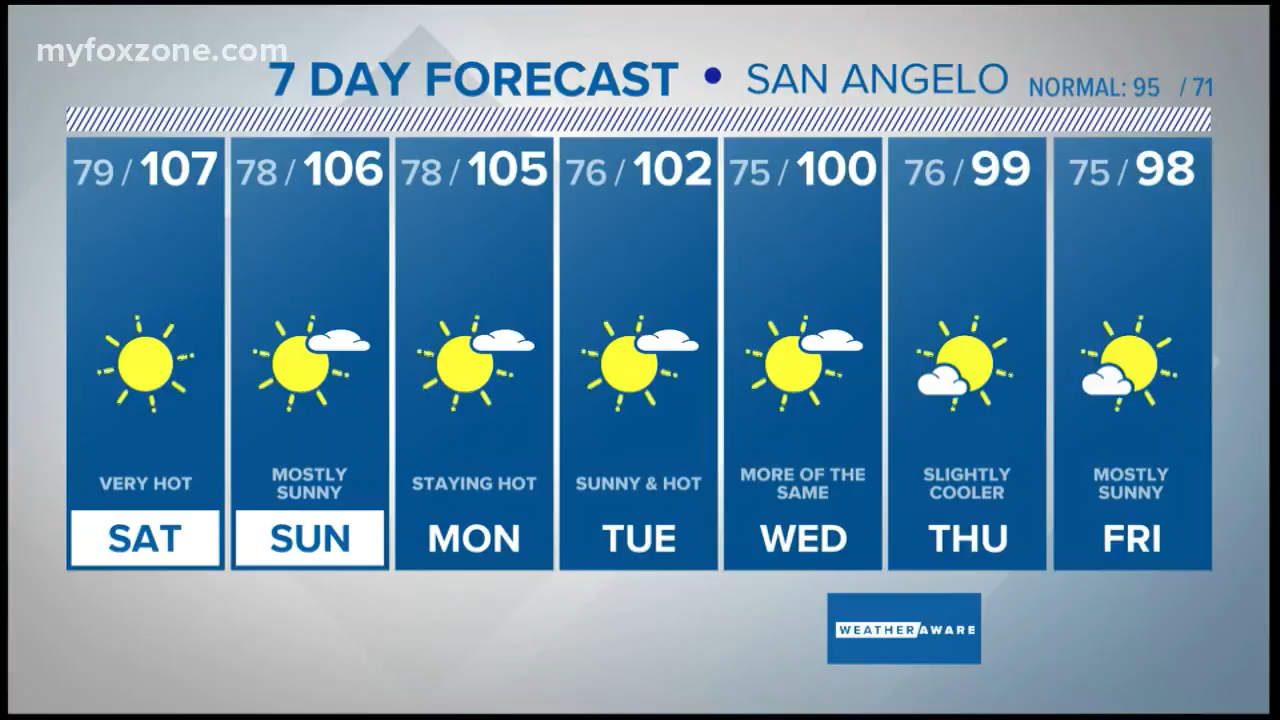 myfoxzone.com
7 DAY FORECAST • SAN ANGELO NORMAL: 95 / 71
79 / 107 78 / 106 78 / 105 76 / 102 75 / 100 76 / 99 75 / 98
VERY HOT
MOSTLY
SUNNY
STAYING HOT
SUNNY & HOT
MORE OF THE
SAME
SLIGHTLY
COOLER
MOSTLY
SUNNY
SAT SUN MON TUE WED THU FRI
WEATHER AWARE